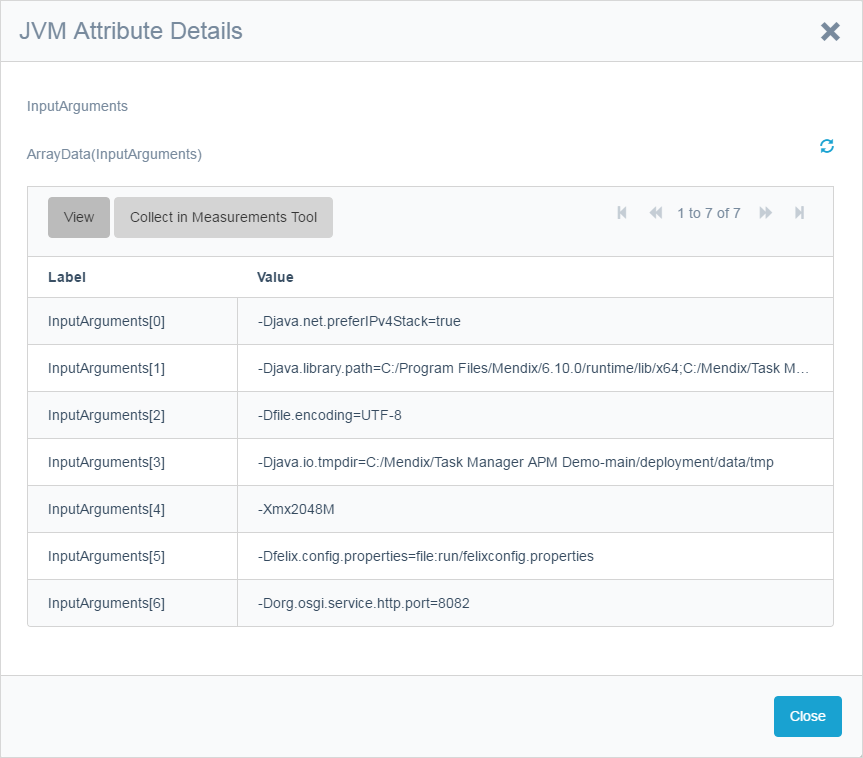 JVM Attribute Details
InputArguments
ArrayData(InputArguments)
View Collect in Measurements Tool 1 to 7 of 7
Label Value
InputArguments[0] -Djava.net.preferIPv4Stack=true
InputArguments[1] -Djava.library.path=C:/Program Files/Mendix/6.10.0/runtime/lib/x64;C:/Mendix/Task M...
InputArguments[2] -Dfile.encoding=UTF-8
InputArguments[3] -Djava.io.tmpdir=C:/Mendix/Task Manager APM Demo-main/deployment/data/tmp
InputArguments[4] -Xmx2048M
InputArguments[5] -Dfelix.config.properties=file:run/felixconfig.properties
InputArguments[6] -Dorg.osgi.service.http.port=8082
Close